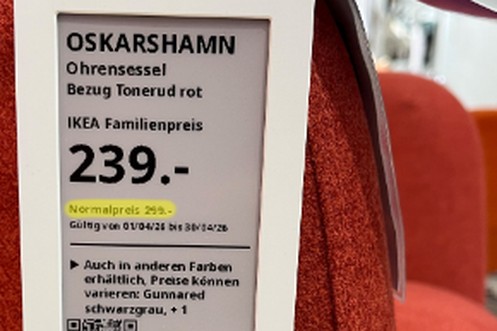 OSKARSHAMN
Ohrensessel
Bezug Tonerud rot
IKEA Familienpreis
239.-
Normalpreis 299.-
Gültig von 01/04/26 bis 30/04/26
▶ Auch in anderen Farben
erhältlich, Preise können
varieren: Gunnared
schwarzgrau, + 1